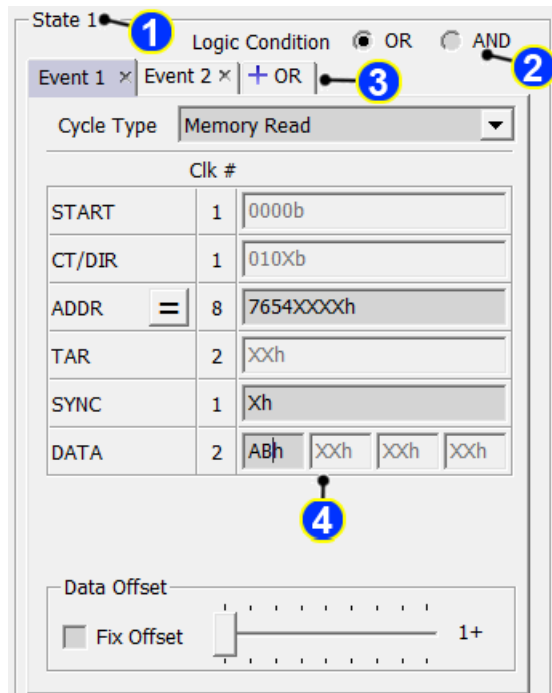 State 1
1
Logic Condition OR AND
2
Event 1 × Event 2 × + OR
3
Cycle Type Memory Read
Clk #
START 1 0000b
CT/DIR 1 010Xb
ADDR = 8 7654XXXXh
TAR 2 XXh
SYNC 1 Xh
DATA 2 ABh XXh XXh XXh
4
Data Offset
Fix Offset 1+